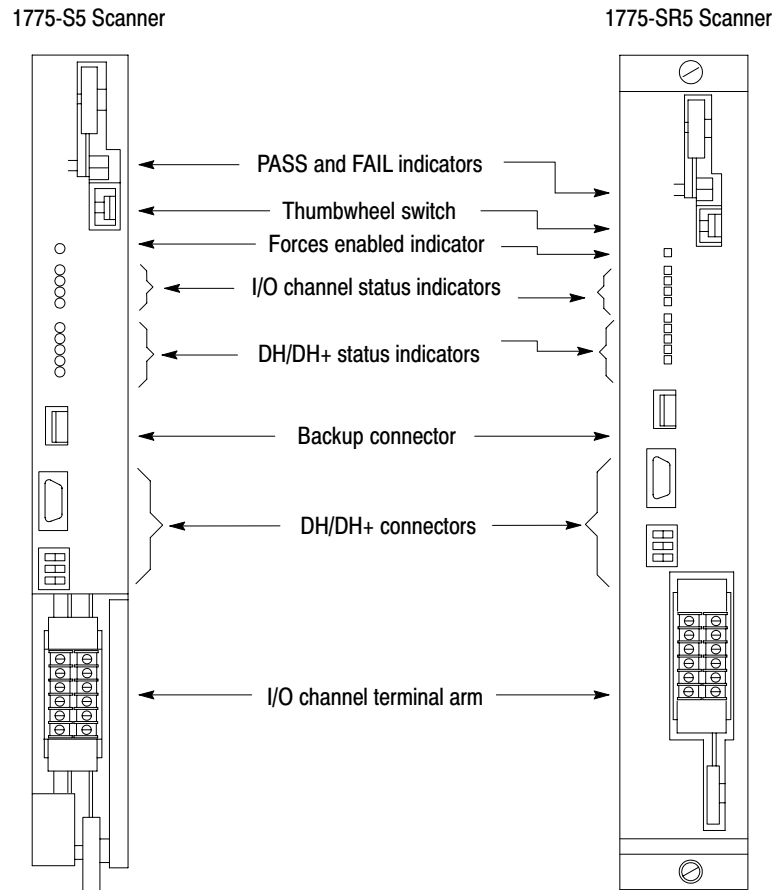 1775-S5 Scanner
1775-SR5 Scanner
PASS and FAIL indicators
Thumbwheel switch
Forces enabled indicator
I/O channel status indicators
DH/DH+ status indicators
Backup connector
DH/DH+ connectors
I/O channel terminal arm